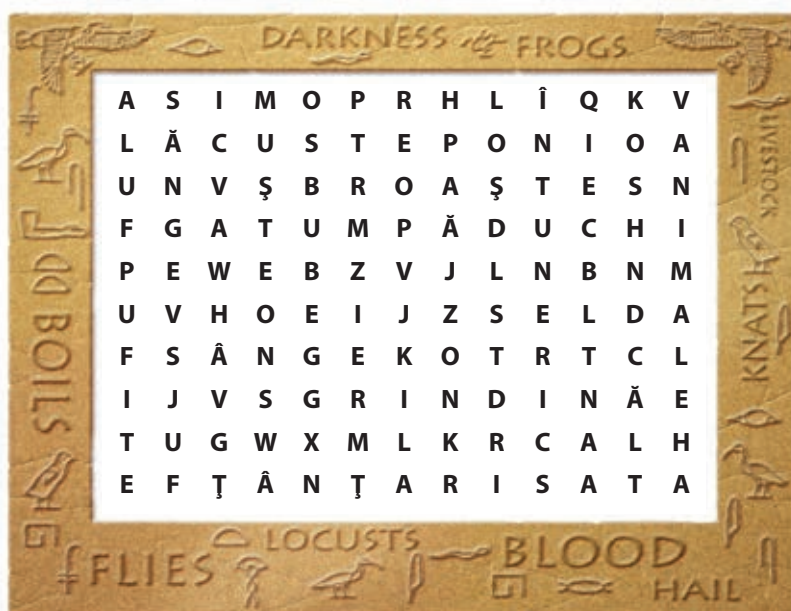 DARKNESS FROGS
A S I M O P R H L Î Q K V
L Ă C U S T E P O N I O A
U N V Ş B R O A Ş T E S N
F G A T U M P Ă D U C H I
P E W E B Z V J L N B N M
U V H O E I J Z S E L D A
F S Â N G E K O T R T C L
I J V S G R I N D I N Ă E
T U G W X M L K R C A L H
E F Ţ Â N Ţ A R I S A T A
LIVESTOCK
KNATS
BOILS
FLIES LOCUSTS BLOOD
HAIL